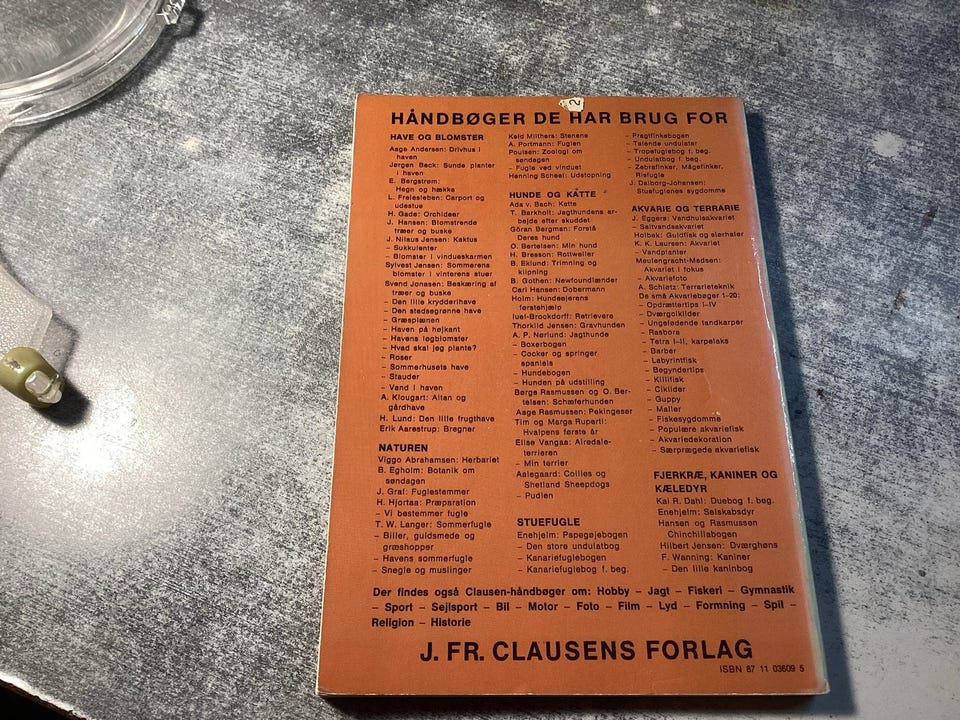 2
HÅNDBØGER DE HAR BRUG FOR
HAVE OG BLOMSTER
Aage Andersen: Drivhus i
haven
Jørgen Beck: Sunde planter
i haven
E. Bergstrøm:
Hegn og hække
L. Freiesleben: Carport og
udestue
H. Gade: Orchideer
J. Hansen: Blomstrende
træer og buske
J. Nilaus Jensen: Kaktus
– Sukkulenter
– Blomster i vindueskarmen
Sylvest Jensen: Sommerens
blomster i vinterens stuer
Svend Jonasen: Beskæring af
træer og buske
– Den lille krydderihave
– Den stedsegrønne have
– Græsplænen
– Haven på højkant
– Havens løgblomster
– Hvad skal jeg plante?
– Roser
– Sommerhusets have
– Stauder
– Vand i haven
A. Klougart: Altan og
gårdhave
H. Lund: Den lille frugthave
Erik Aarestrup: Bregner
NATUREN
Viggo Abrahamsen: Herbariet
B. Egholm: Botanik om
søndagen
J. Graf: Fuglestemmer
H. Hjortaa: Præparation
– Vi bestemmer fugle
T. W. Langer: Sommerfugle
– Biller, guldsmede og
græshopper
– Havens sommerfugle
– Snegle og muslinger
Keld Milthers: Stenene
A. Portmann: Fuglen
Poulsen: Zoologi om
søndagen
– Fugle ved vinduet
Henning Scheel: Udstopning
HUNDE OG KATTE
Ada v. Bach: Katte
T. Barkholt: Jagthundens ar-
bejde efter skuddet
Göran Bergman: Forstå
Deres hund
O. Bertelsen: Min hund
H. Bresson: Rottweiler
B. Eklund: Trimning og
klipning
B. Gothen: Newfoundlænder
Carl Hansen: Dobermann
Holm: Hundeejerens
førstehjælp
Iuel-Brockdorff: Retrievere
Thorkild Jensen: Gravhunden
A. P. Nørlund: Jagthunde
– Boxerbogen
– Cocker og springer
spaniels
– Hundebogen
– Hunden på udstilling
Børge Rasmussen og O. Ber-
telsen: Schæferhunden
Aage Rasmussen: Pekingeser
Tim og Marga Ruperti:
Hvalpens første år
Elise Vangaa: Airedale-
terrieren
– Min terrier
Aalegaard: Collies og
Shetland Sheepdogs
– Pudlen
STUEFUGLE
Enehjelm: Papegøjebogen
– Den store undulatbog
– Kanariefuglebogen
– Kanariefuglebog f. beg.
– Pragtfinkebogen
– Talende undulater
– Tropefuglebog f. beg.
– Undulatbog f. beg.
– Zebrafinker, Mågefinker,
Risfugle
J. Dalborg-Johansen:
Stuefuglenes sygdomme
AKVARIE OG TERRARIE
J. Eggers: Vandhulsakvariet
– Saltvandsakvariet
Holbek: Guldfisk og slørhaler
K. K. Laursen: Akvariet
– Vandplanter
Meulengracht-Madsen:
Akvariet i fokus
– Akvariefoto
A. Schiøtz: Terrarieteknik
De små Akvariebøger 1-20:
– Opdrættertips I–IV
– Dværgciklider
– Ungefødende tandkarper
– Rasbora
– Tetra I–II, karpelaks
– Barber
– Labyrintfisk
– Begyndertips
– Killifisk
– Ciklider
– Guppy
– Maller
– Fiskesygdomme
– Populære akvariefisk
– Akvariedekoration
– Særprægede akvariefisk
FJERKRÆ, KANINER OG
KÆLEDYR
Kai R. Dahl: Duebog f. beg.
Enehjelm: Selskabsdyr
Hansen og Rasmussen
Chinchillabogen
Hilbert Jensen: Dværghøns
F. Wanning: Kaniner
– Den lille kaninbog
Der findes også Clausen-håndbøger om: Hobby – Jagt – Fiskeri – Gymnastik
– Sport – Sejlsport – Bil – Motor – Foto – Film – Lyd – Formning – Spil –
Religion – Historie
J. FR. CLAUSENS FORLAG
ISBN 87 11 03609 5